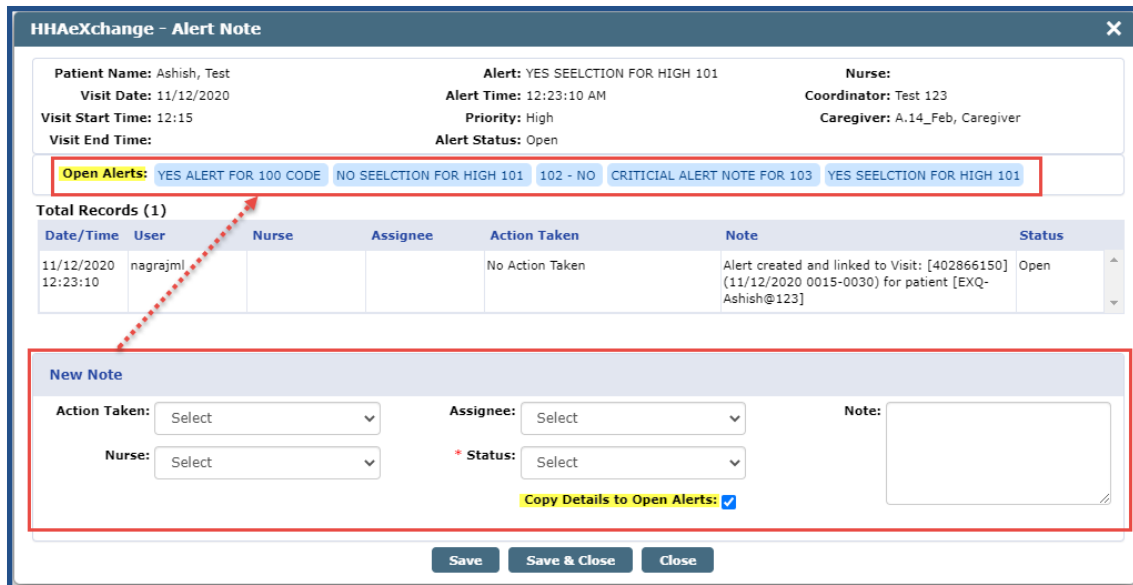 HHAeXchange - Alert Note
Patient Name: Ashish, Test Alert: YES SEELCTION FOR HIGH 101 Nurse:
Visit Date: 11/12/2020 Alert Time: 12:23:10 AM Coordinator: Test 123
Visit Start Time: 12:15 Priority: High Caregiver: A.14_Feb, Caregiver
Visit End Time: Alert Status: Open
Open Alerts: YES ALERT FOR 100 CODE NO SEELCTION FOR HIGH 101 102 - NO CRITICIAL ALERT NOTE FOR 103 YES SEELCTION FOR HIGH 101
Total Records (1)
Date/Time User Nurse Assignee Action Taken Note Status
11/12/2020 nagrajml No Action Taken Alert created and linked to Visit: [402866150] Open
12:23:10 (11/12/2020 0015-0030) for patient [EXQ-
Ashish@123]
New Note
Action Taken: Select Assignee: Select Note:
Nurse: Select * Status: Select
Copy Details to Open Alerts:
Save Save & Close Close